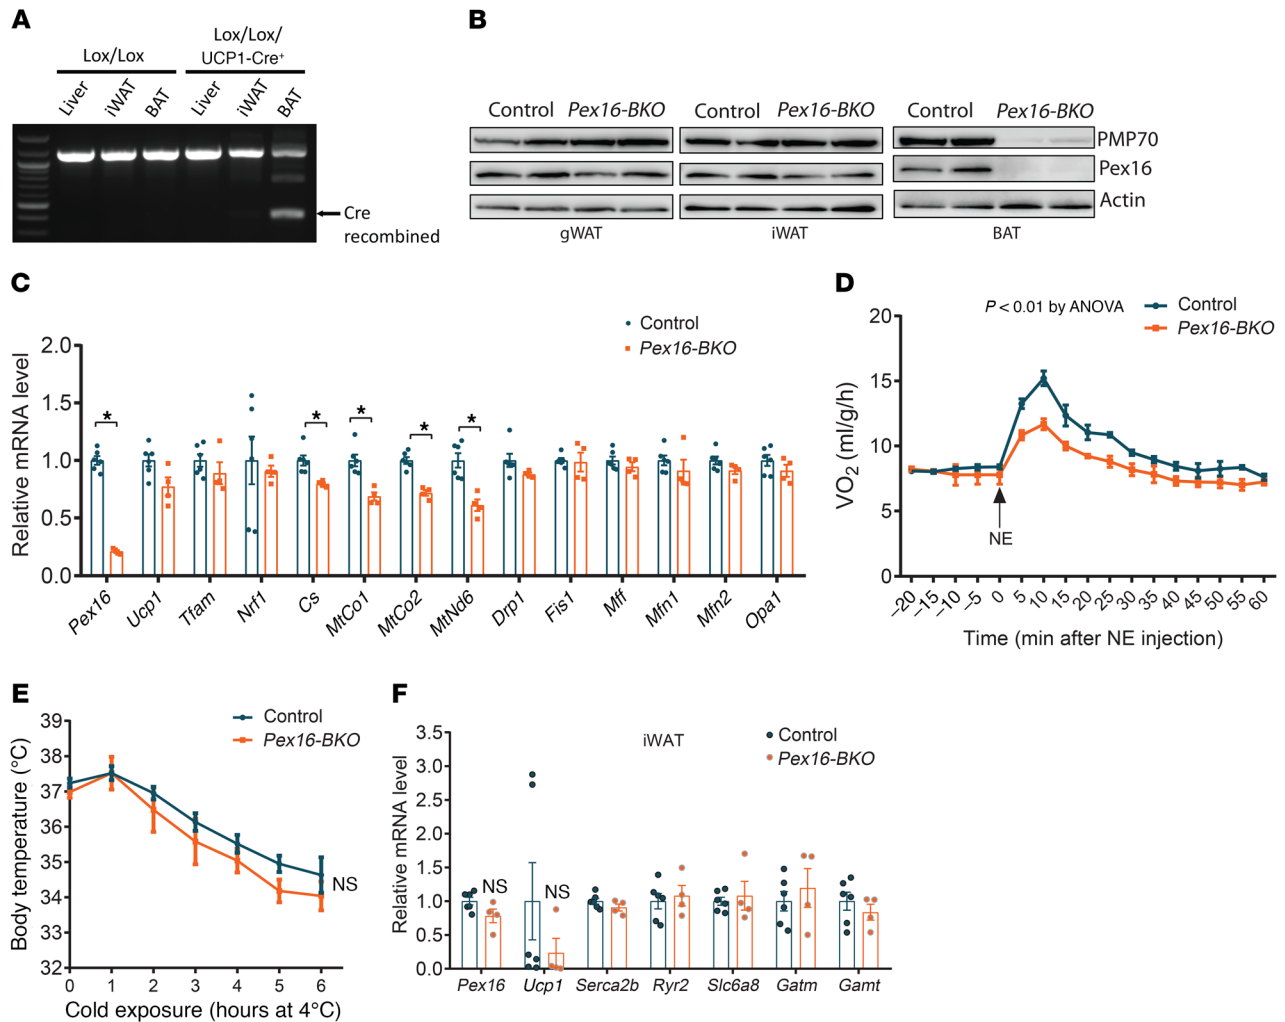 A
Lox/Lox
Lox/Lox/
UCP1-Cre+
Liver
iWAT
BAT
Liver
iWAT
BAT
Cre
recombined
B
Control Pex16-BKO
Control Pex16-BKO
Control Pex16-BKO
PMP70
Pex16
Actin
gWAT
iWAT
BAT
C
Relative mRNA level
Control
Pex16-BKO
2.0
1.5
1.0
0.5
0.0
*
*
*
*
*
Pex16
Ucp1
Tfam
Nrf1
Cs
MtCo1
MtCo2
MtNd6
Drp1
Fis1
Mff
Mfn1
Mfn2
Opa1
D
P < 0.01 by ANOVA
Control
Pex16-BKO
VO2 (ml/g/h)
20
15
10
5
0
NE
–20 –15 –10 –5 0 5 10 15 20 25 30 35 40 45 50 55 60
Time (min after NE injection)
E
Control
Pex16-BKO
Body temperature (°C)
39
38
37
36
35
34
33
32
NS
0 1 2 3 4 5 6
Cold exposure (hours at 4°C)
F
iWAT
Control
Pex16-BKO
Relative mRNA level
3.5
3.0
2.5
2.0
1.5
1.0
0.5
0.0
NS
NS
Pex16 Ucp1 Serca2b Ryr2 Slc6a8 Gatm Gamt